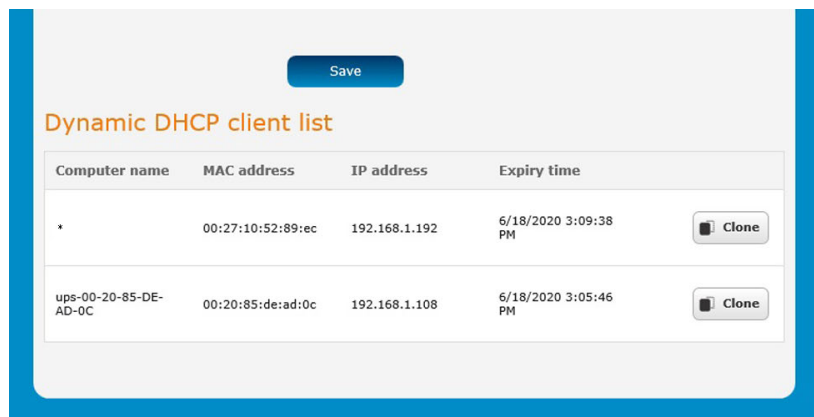 Save
Dynamic DHCP client list
Computer name MAC address IP address Expiry time
* 00:27:10:52:89:ec 192.168.1.192 6/18/2020 3:09:38 PM Clone
ups-00-20-85-DE-AD-0C 00:20:85:de:ad:0c 192.168.1.108 6/18/2020 3:05:46 PM Clone